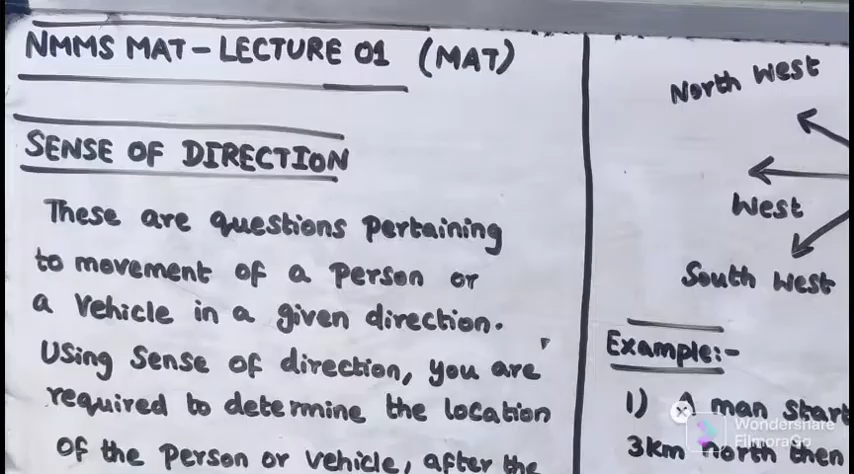 NMMS MAT - LECTURE 01 (MAT)
SENSE OF DIRECTION
These are questions pertaining
to movement of a person or
a Vehicle in a given direction.
Using Sense of direction, you are
required to determine the location
of the person or vehicle, after the
North West
West
South West
Example:-
1) A man start
3km north then
Wondershare
FilmoraGo